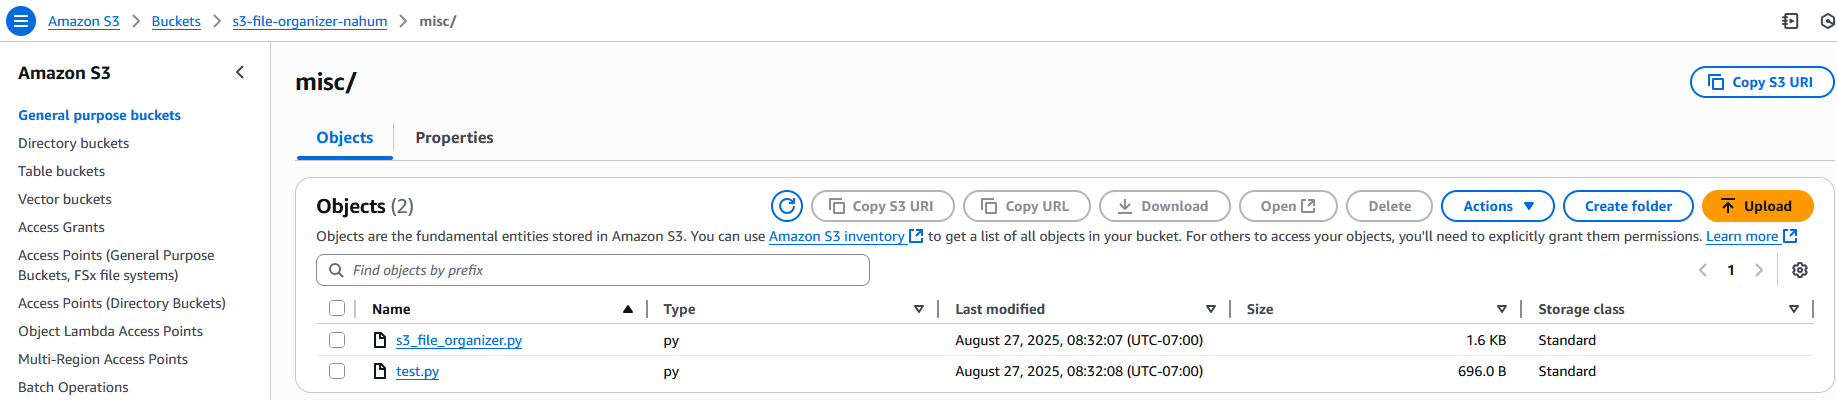 Amazon S3 > Buckets > s3-file-organizer-nahum > misc/
Amazon S3
General purpose buckets
Directory buckets
Table buckets
Vector buckets
Access Grants
Access Points (General Purpose
Buckets, FSx file systems)
Access Points (Directory Buckets)
Object Lambda Access Points
Multi-Region Access Points
Batch Operations
misc/
Copy S3 URI
Objects Properties
Objects (2)
Copy S3 URI Copy URL Download Open Delete Actions Create folder Upload
Objects are the fundamental entities stored in Amazon S3. You can use Amazon S3 inventory to get a list of all objects in your bucket. For others to access your objects, you'll need to explicitly grant them permissions. Learn more
Find objects by prefix
1
Name Type Last modified Size Storage class
s3_file_organizer.py py August 27, 2025, 08:32:07 (UTC-07:00) 1.6 KB Standard
test.py py August 27, 2025, 08:32:08 (UTC-07:00) 696.0 B Standard